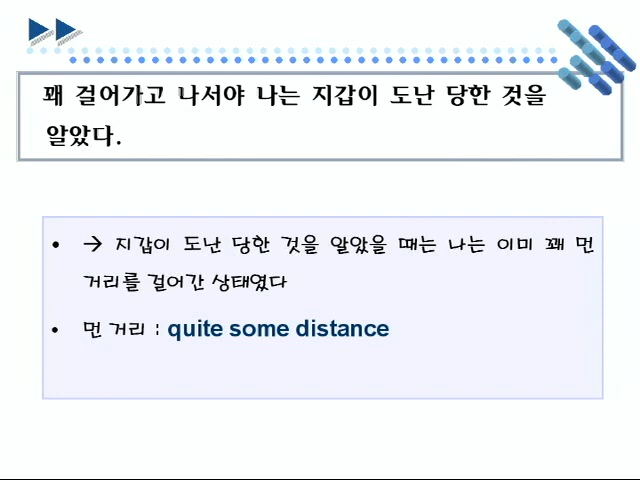 꽤 걸어가고 나서야 나는 지갑이 도난 당한 것을
알았다.
• → 지갑이 도난 당한 것을 알았을 때는 나는 이미 꽤 먼
거리를 걸어간 상태였다
• 먼 거리 : quite some distance